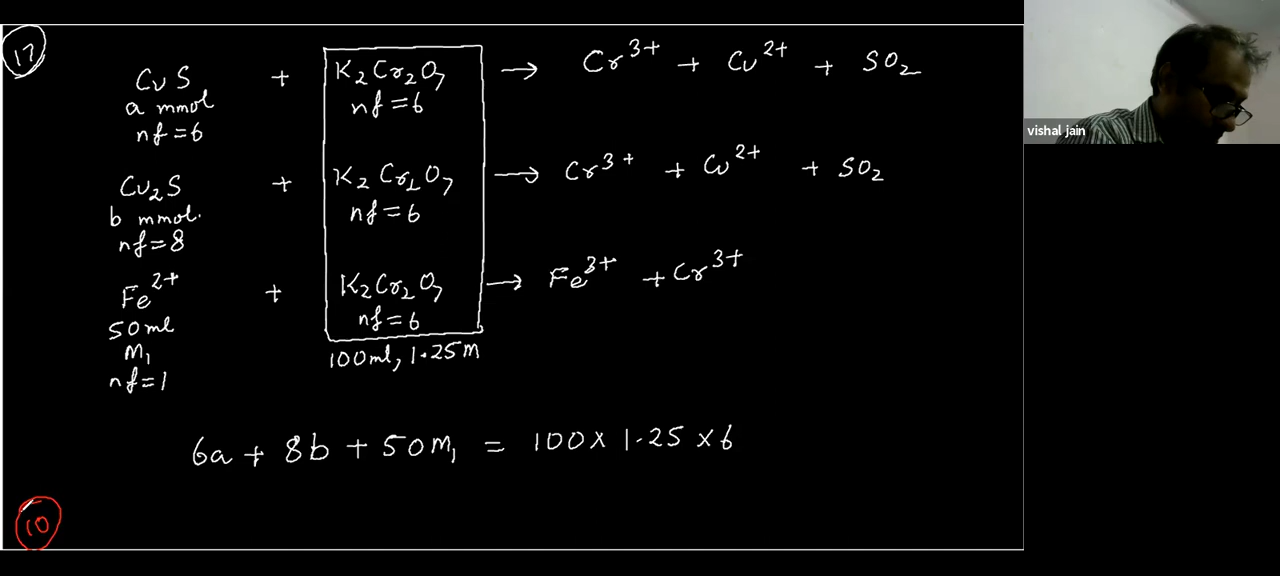 17
CuS + K2Cr2O7 → Cr3+ + Cu2+ + SO2
a mmol nf=6
nf=6
Cu2S + K2Cr2O7 → Cr3+ + Cu2+ + SO2
b mmol. nf=6
nf=8
Fe2+ + K2Cr2O7 → Fe3+ + Cr3+
50ml nf=6
M1 100ml, 1.25M
nf=1
6a + 8b + 50M1 = 100 × 1.25 × 6
10
vishal jain